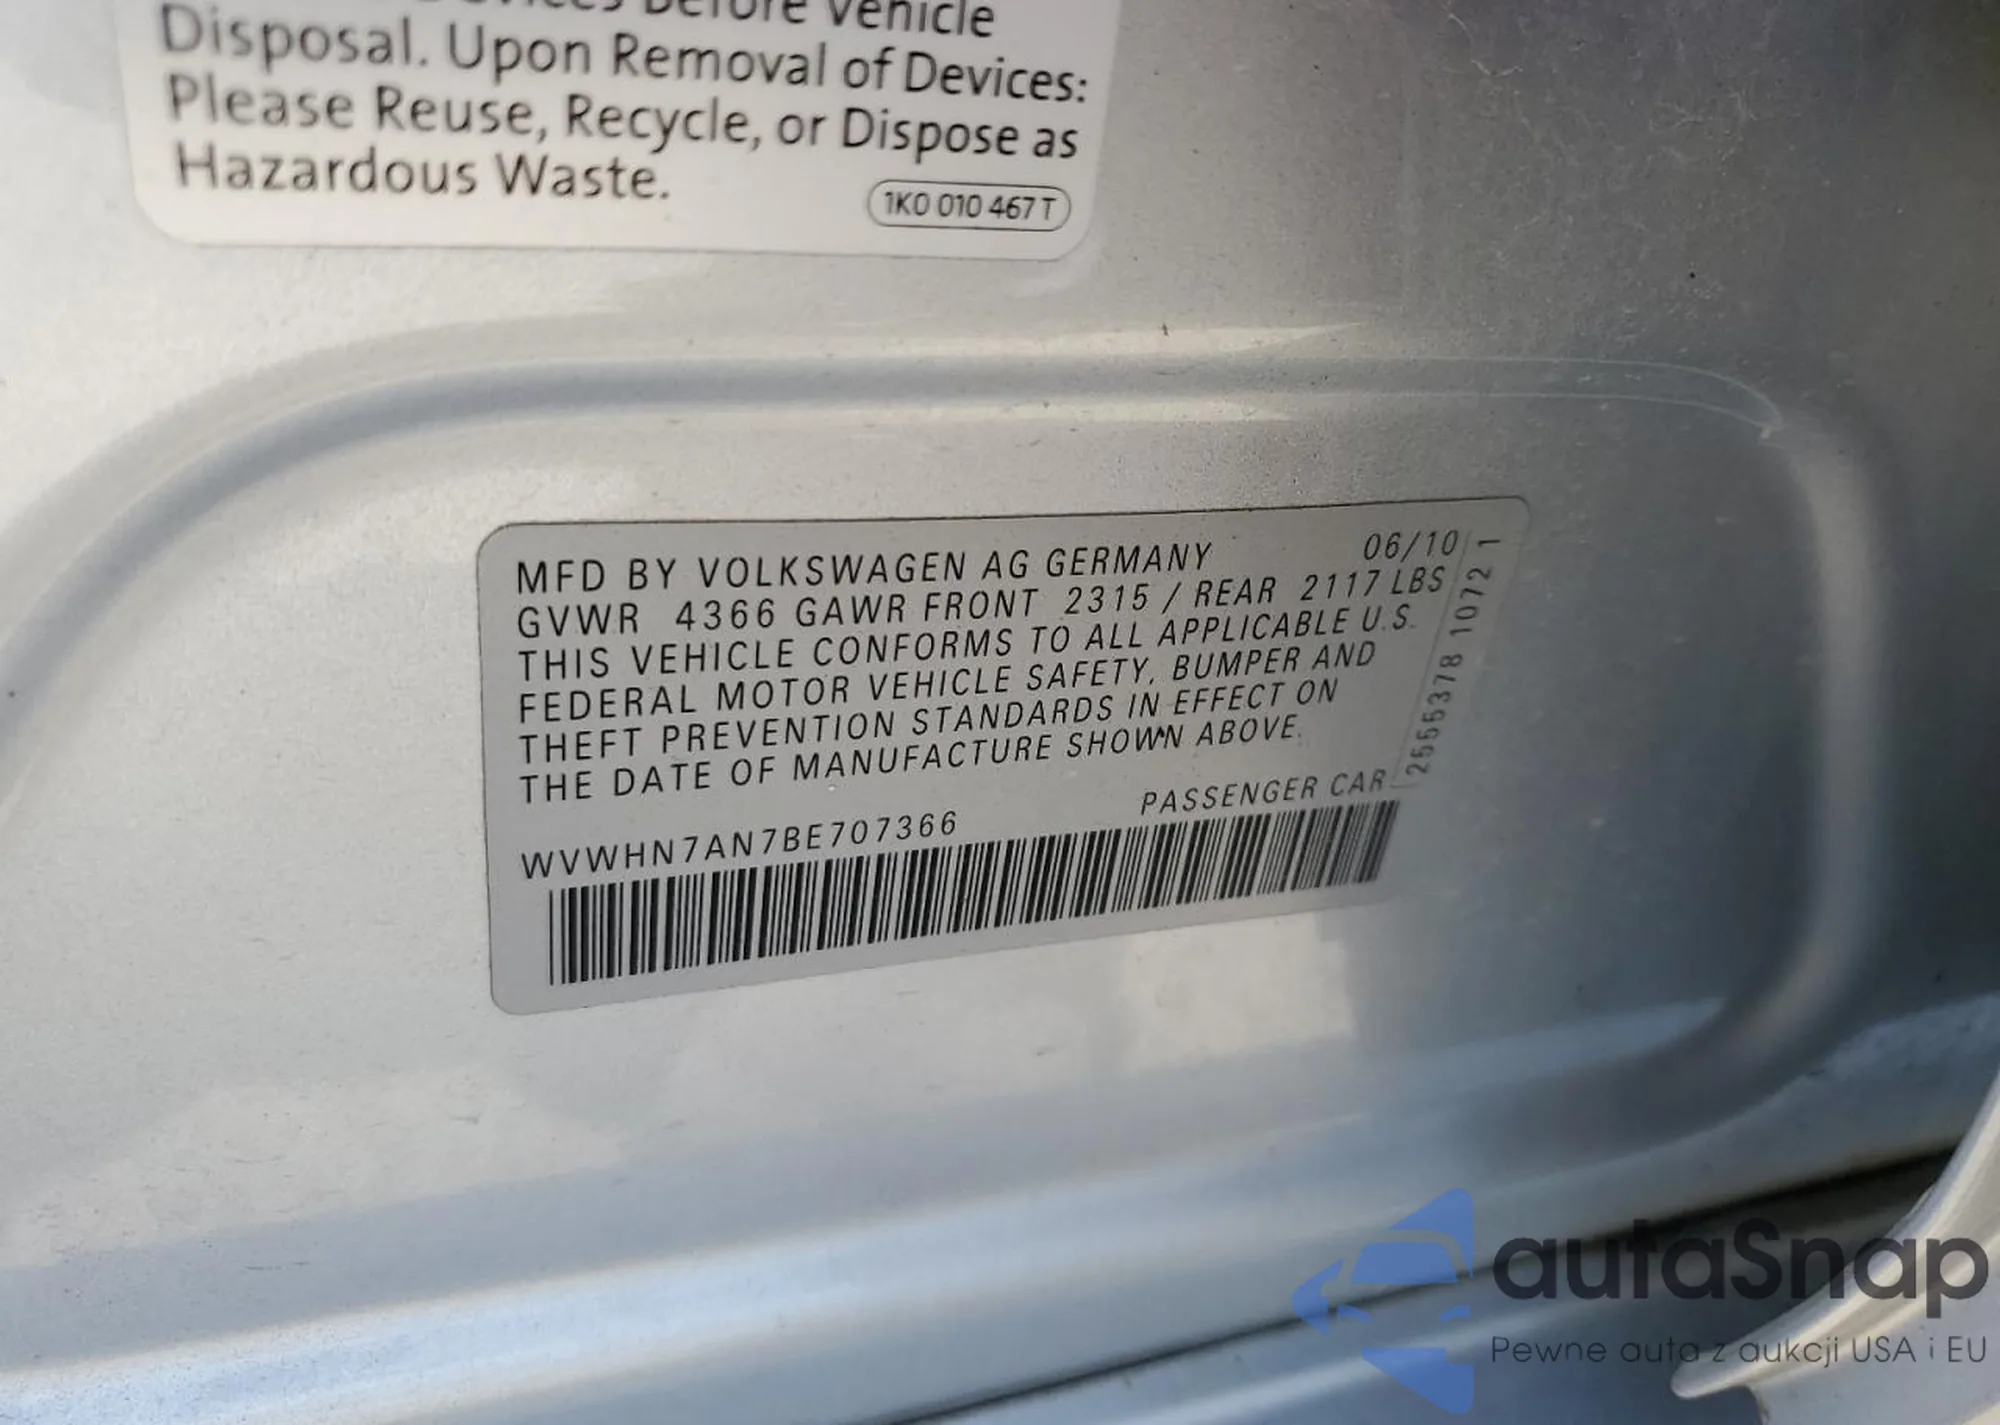 Devices Before Vehicle
Disposal. Upon Removal of Devices:
Please Reuse, Recycle, or Dispose as
Hazardous Waste.
1K0 010 467 T
MFD BY VOLKSWAGEN AG GERMANY 06/10
GVWR 4366 GAWR FRONT 2315 / REAR 2117 LBS
THIS VEHICLE CONFORMS TO ALL APPLICABLE U.S.
FEDERAL MOTOR VEHICLE SAFETY, BUMPER AND
THEFT PREVENTION STANDARDS IN EFFECT ON
THE DATE OF MANUFACTURE SHOWN ABOVE.
PASSENGER CAR
WVWHN7AN7BE707366
2555378 1072 1
autaSnap
Pewne auta z aukcji USA i EU